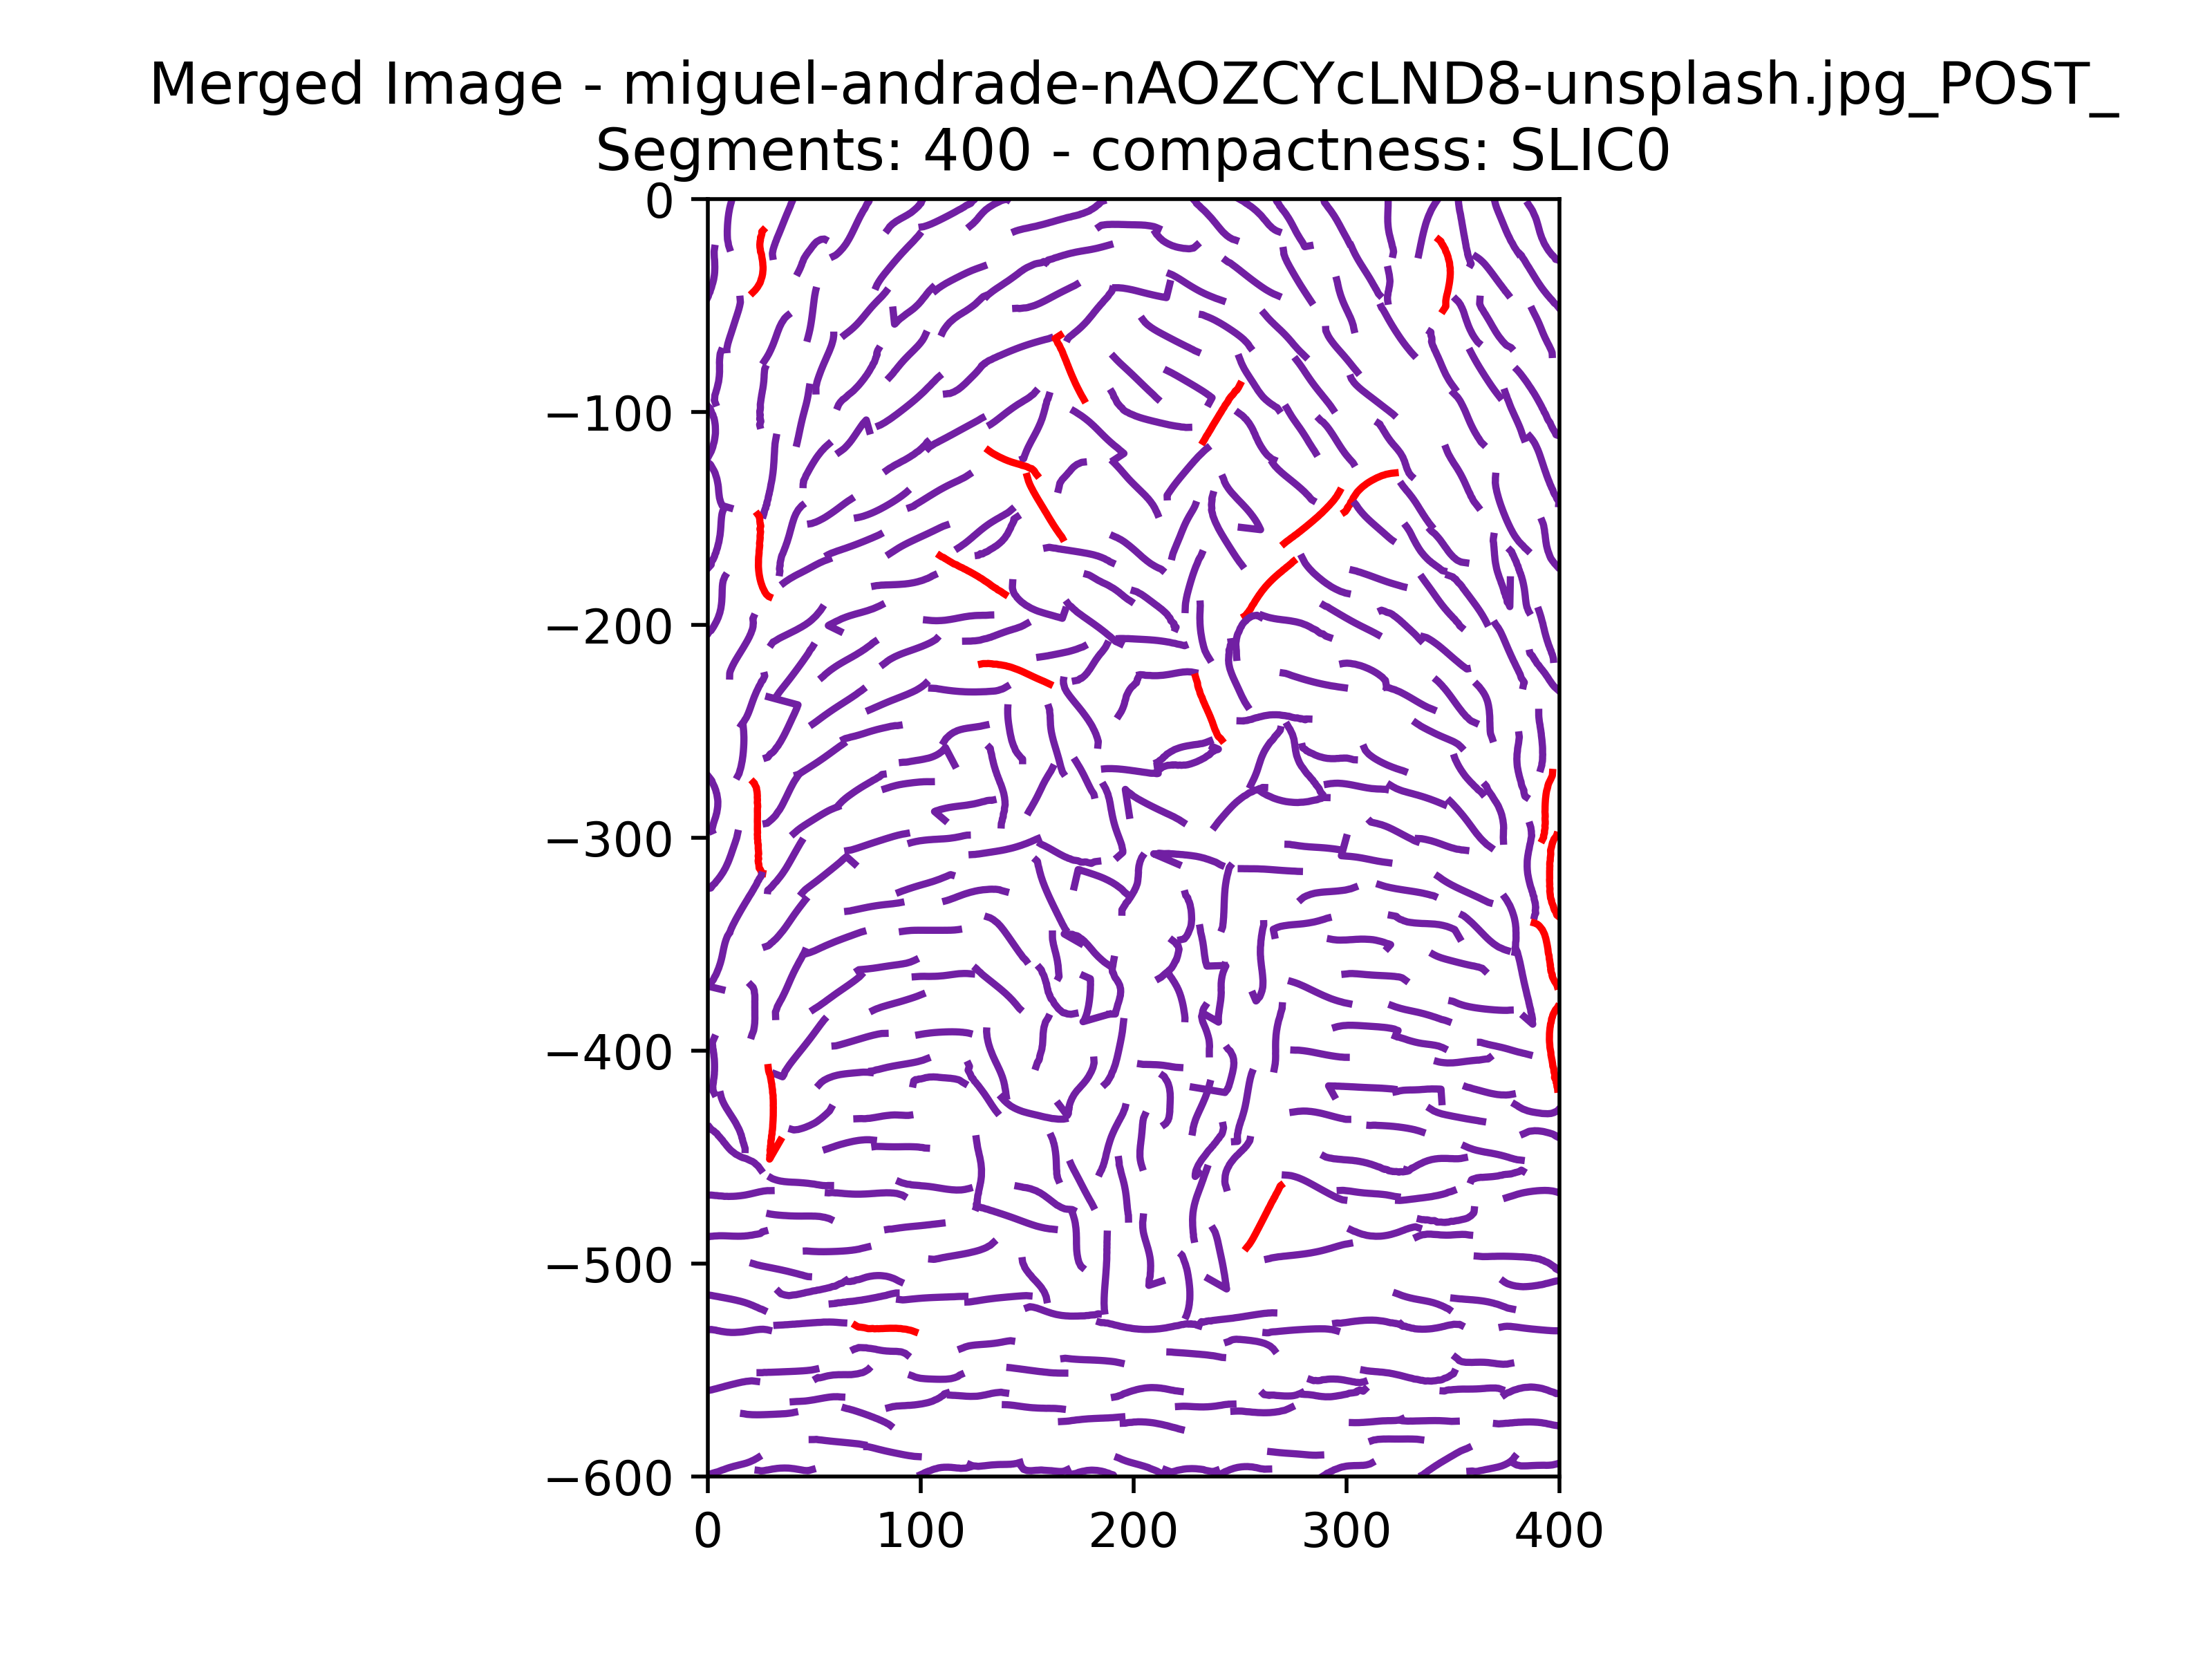 Merged Image - miguel-andrade-nAOZCYcLND8-unsplash.jpg_POST_
Segments: 400 - compactness: SLIC0
0
−100
−200
−300
−400
−500
−600
0 100 200 300 400